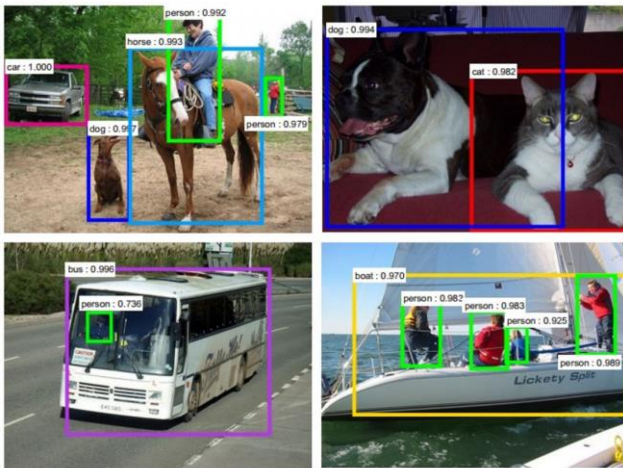 person : 0.992
horse : 0.993
car : 1.000
dog : 0.997
person : 0.979
dog : 0.994
cat : 0.982
bus : 0.996
person : 0.736
CAUTION
boat : 0.970
person : 0.983
person : 0.983
person : 0.925
person : 0.989
Lickety Split